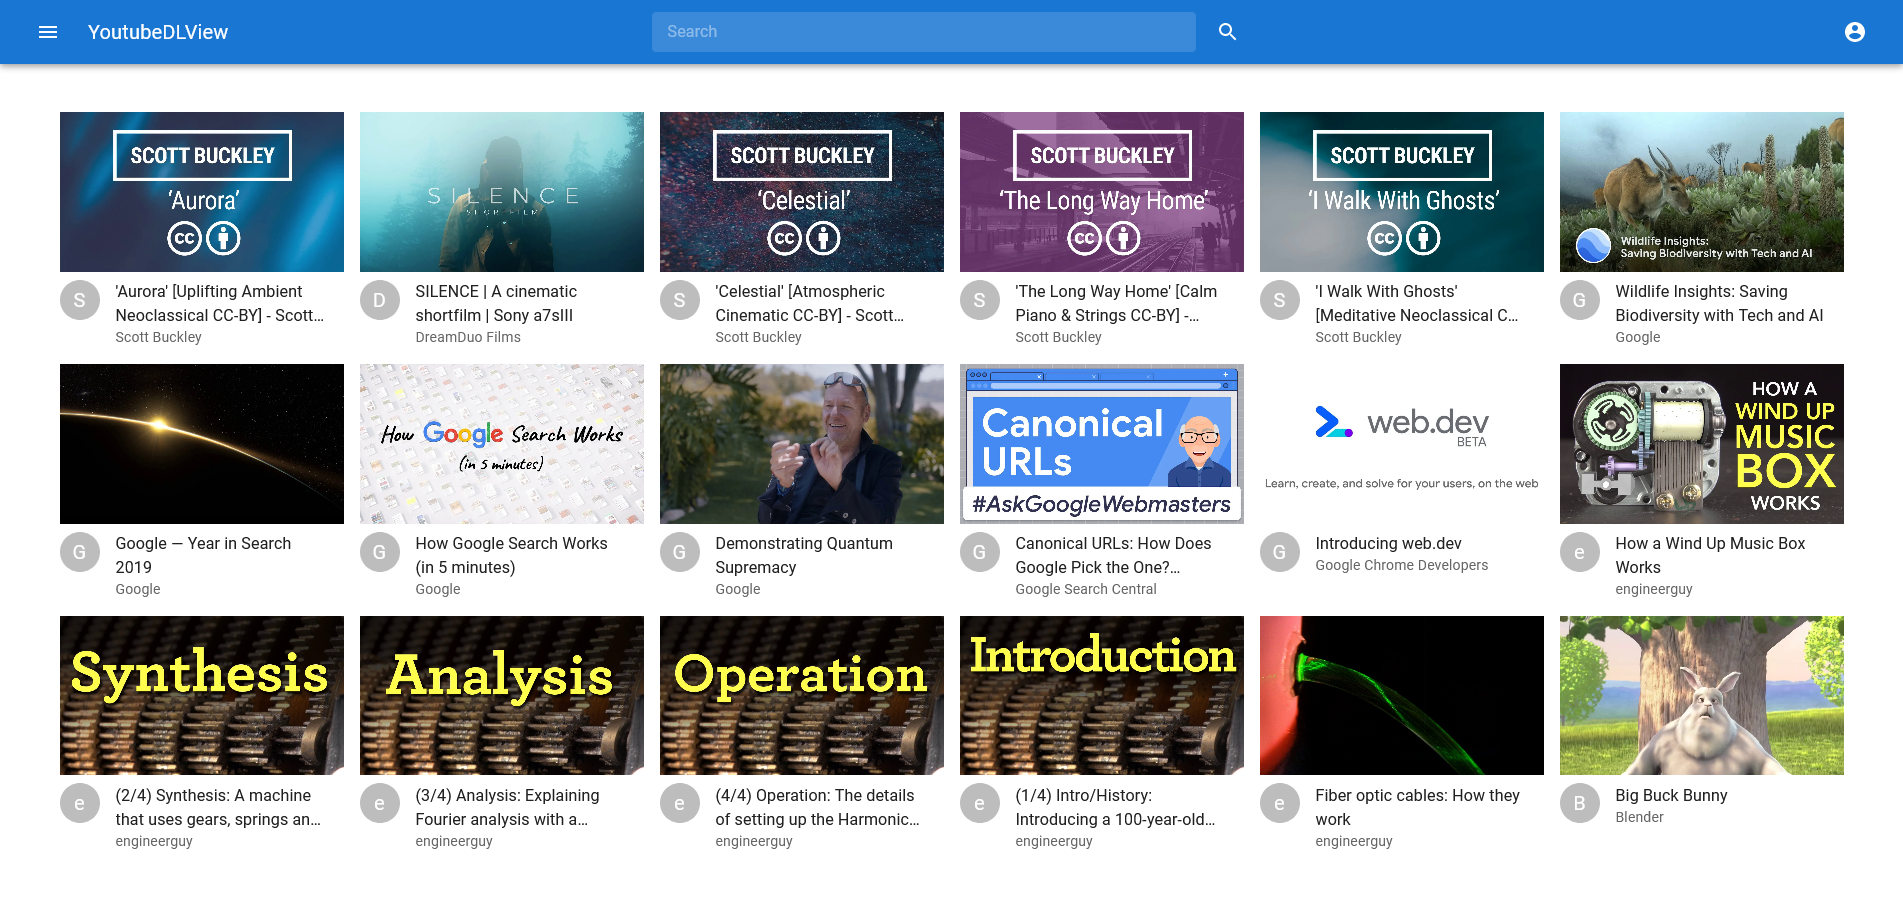 YoutubeDLView
Search
SCOTT BUCKLEY
'Aurora'
cc
SILENCE
SHORT FILM
SCOTT BUCKLEY
'Celestial'
cc
SCOTT BUCKLEY
'The Long Way Home'
cc
SCOTT BUCKLEY
'I Walk With Ghosts'
cc
Wildlife Insights:
Saving Biodiversity with Tech and AI
S
'Aurora' [Uplifting Ambient
Neoclassical CC-BY] - Scott…
Scott Buckley
D
SILENCE | A cinematic
shortfilm | Sony a7sIII
DreamDuo Films
S
'Celestial' [Atmospheric
Cinematic CC-BY] - Scott…
Scott Buckley
S
'The Long Way Home' [Calm
Piano & Strings CC-BY] -…
Scott Buckley
S
'I Walk With Ghosts'
[Meditative Neoclassical C…
Scott Buckley
G
Wildlife Insights: Saving
Biodiversity with Tech and AI
Google
How Google Search Works
(in 5 minutes)
Canonical
URLs
#AskGoogleWebmasters
web.dev
BETA
Learn, create, and solve for your users, on the web
HOW A
WIND UP
MUSIC
BOX
WORKS
G
Google — Year in Search
2019
Google
G
How Google Search Works
(in 5 minutes)
Google
G
Demonstrating Quantum
Supremacy
Google
G
Canonical URLs: How Does
Google Pick the One?…
Google Search Central
G
Introducing web.dev
Google Chrome Developers
e
How a Wind Up Music Box
Works
engineerguy
Synthesis
Analysis
Operation
Introduction
e
(2/4) Synthesis: A machine
that uses gears, springs an…
engineerguy
e
(3/4) Analysis: Explaining
Fourier analysis with a…
engineerguy
e
(4/4) Operation: The details
of setting up the Harmonic…
engineerguy
e
(1/4) Intro/History:
Introducing a 100-year-old…
engineerguy
e
Fiber optic cables: How they
work
engineerguy
B
Big Buck Bunny
Blender